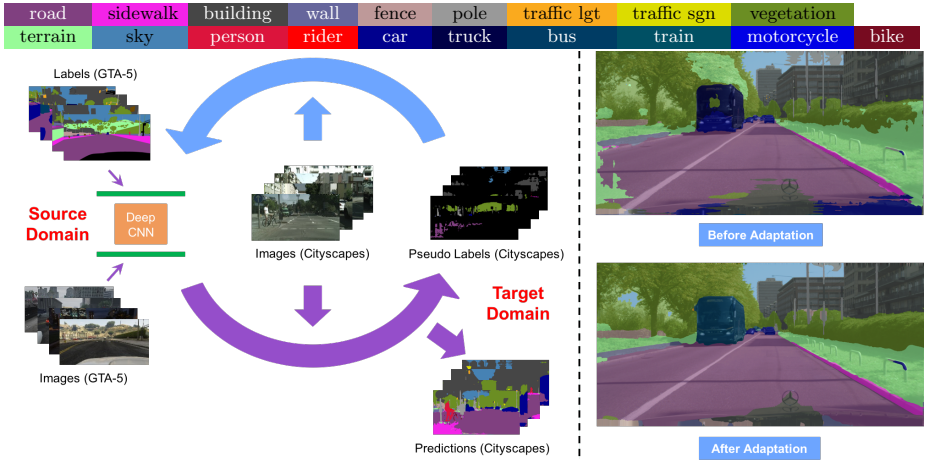 road sidewalk building wall fence pole traffic lgt traffic sgn vegetation
terrain sky person rider car truck bus train motorcycle bike
Labels (GTA-5)
Source
Domain
Deep
CNN
Images (GTA-5)
Images (Cityscapes)
Pseudo Labels (Cityscapes)
Target
Domain
Predictions (Cityscapes)
Before Adaptation
After Adaptation